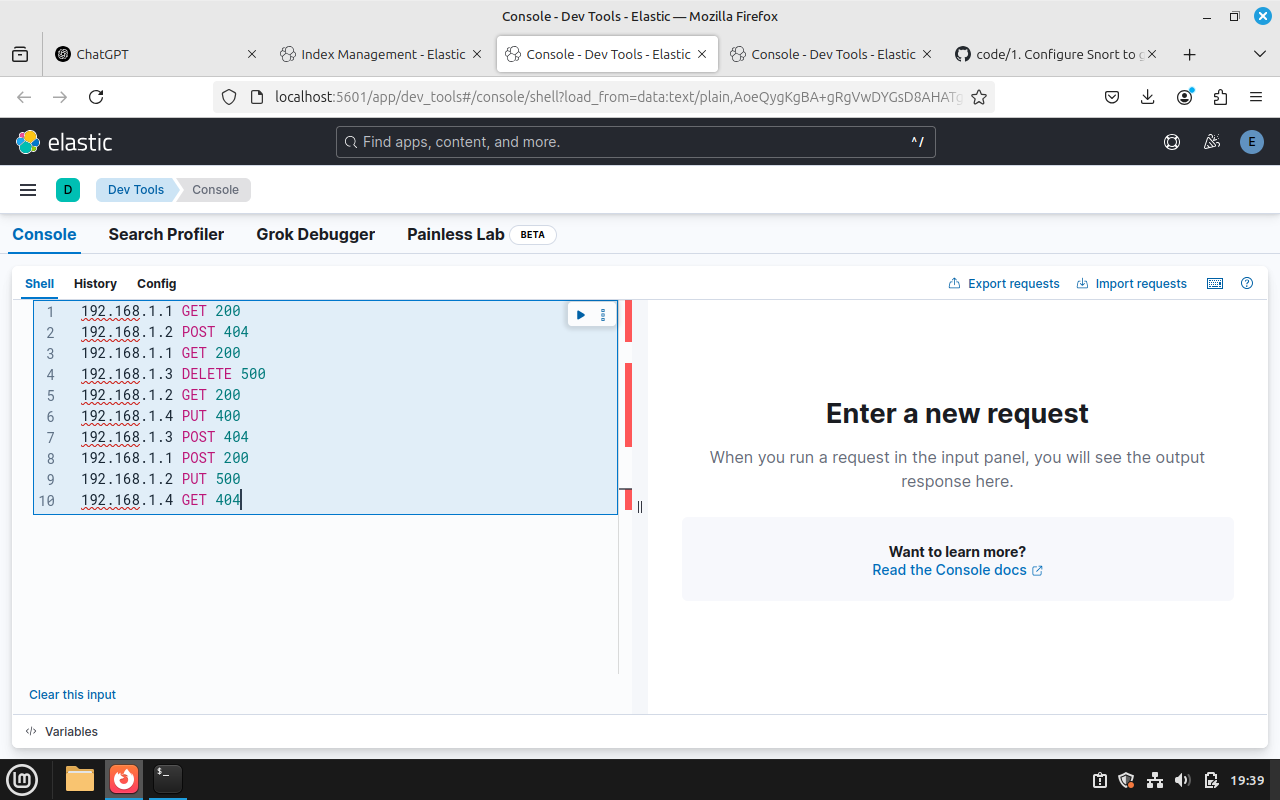 Console - Dev Tools - Elastic — Mozilla Firefox
ChatGPT
Index Management - Elastic
Console - Dev Tools - Elastic
Console - Dev Tools - Elastic
code/1. Configure Snort to g
localhost:5601/app/dev_tools#/console/shell?load_from=data:text/plain,AoeQygKgBA+gRgVwDYGsD8AHATg
elastic
Find apps, content, and more.
^/
E
D
Dev Tools
Console
Console
Search Profiler
Grok Debugger
Painless Lab
BETA
Shell
History
Config
Export requests
Import requests
1 192.168.1.1 GET 200
2 192.168.1.2 POST 404
3 192.168.1.1 GET 200
4 192.168.1.3 DELETE 500
5 192.168.1.2 GET 200
6 192.168.1.4 PUT 400
7 192.168.1.3 POST 404
8 192.168.1.1 POST 200
9 192.168.1.2 PUT 500
10 192.168.1.4 GET 404
Enter a new request
When you run a request in the input panel, you will see the output
response here.
Want to learn more?
Read the Console docs
Clear this input
Variables
19:39